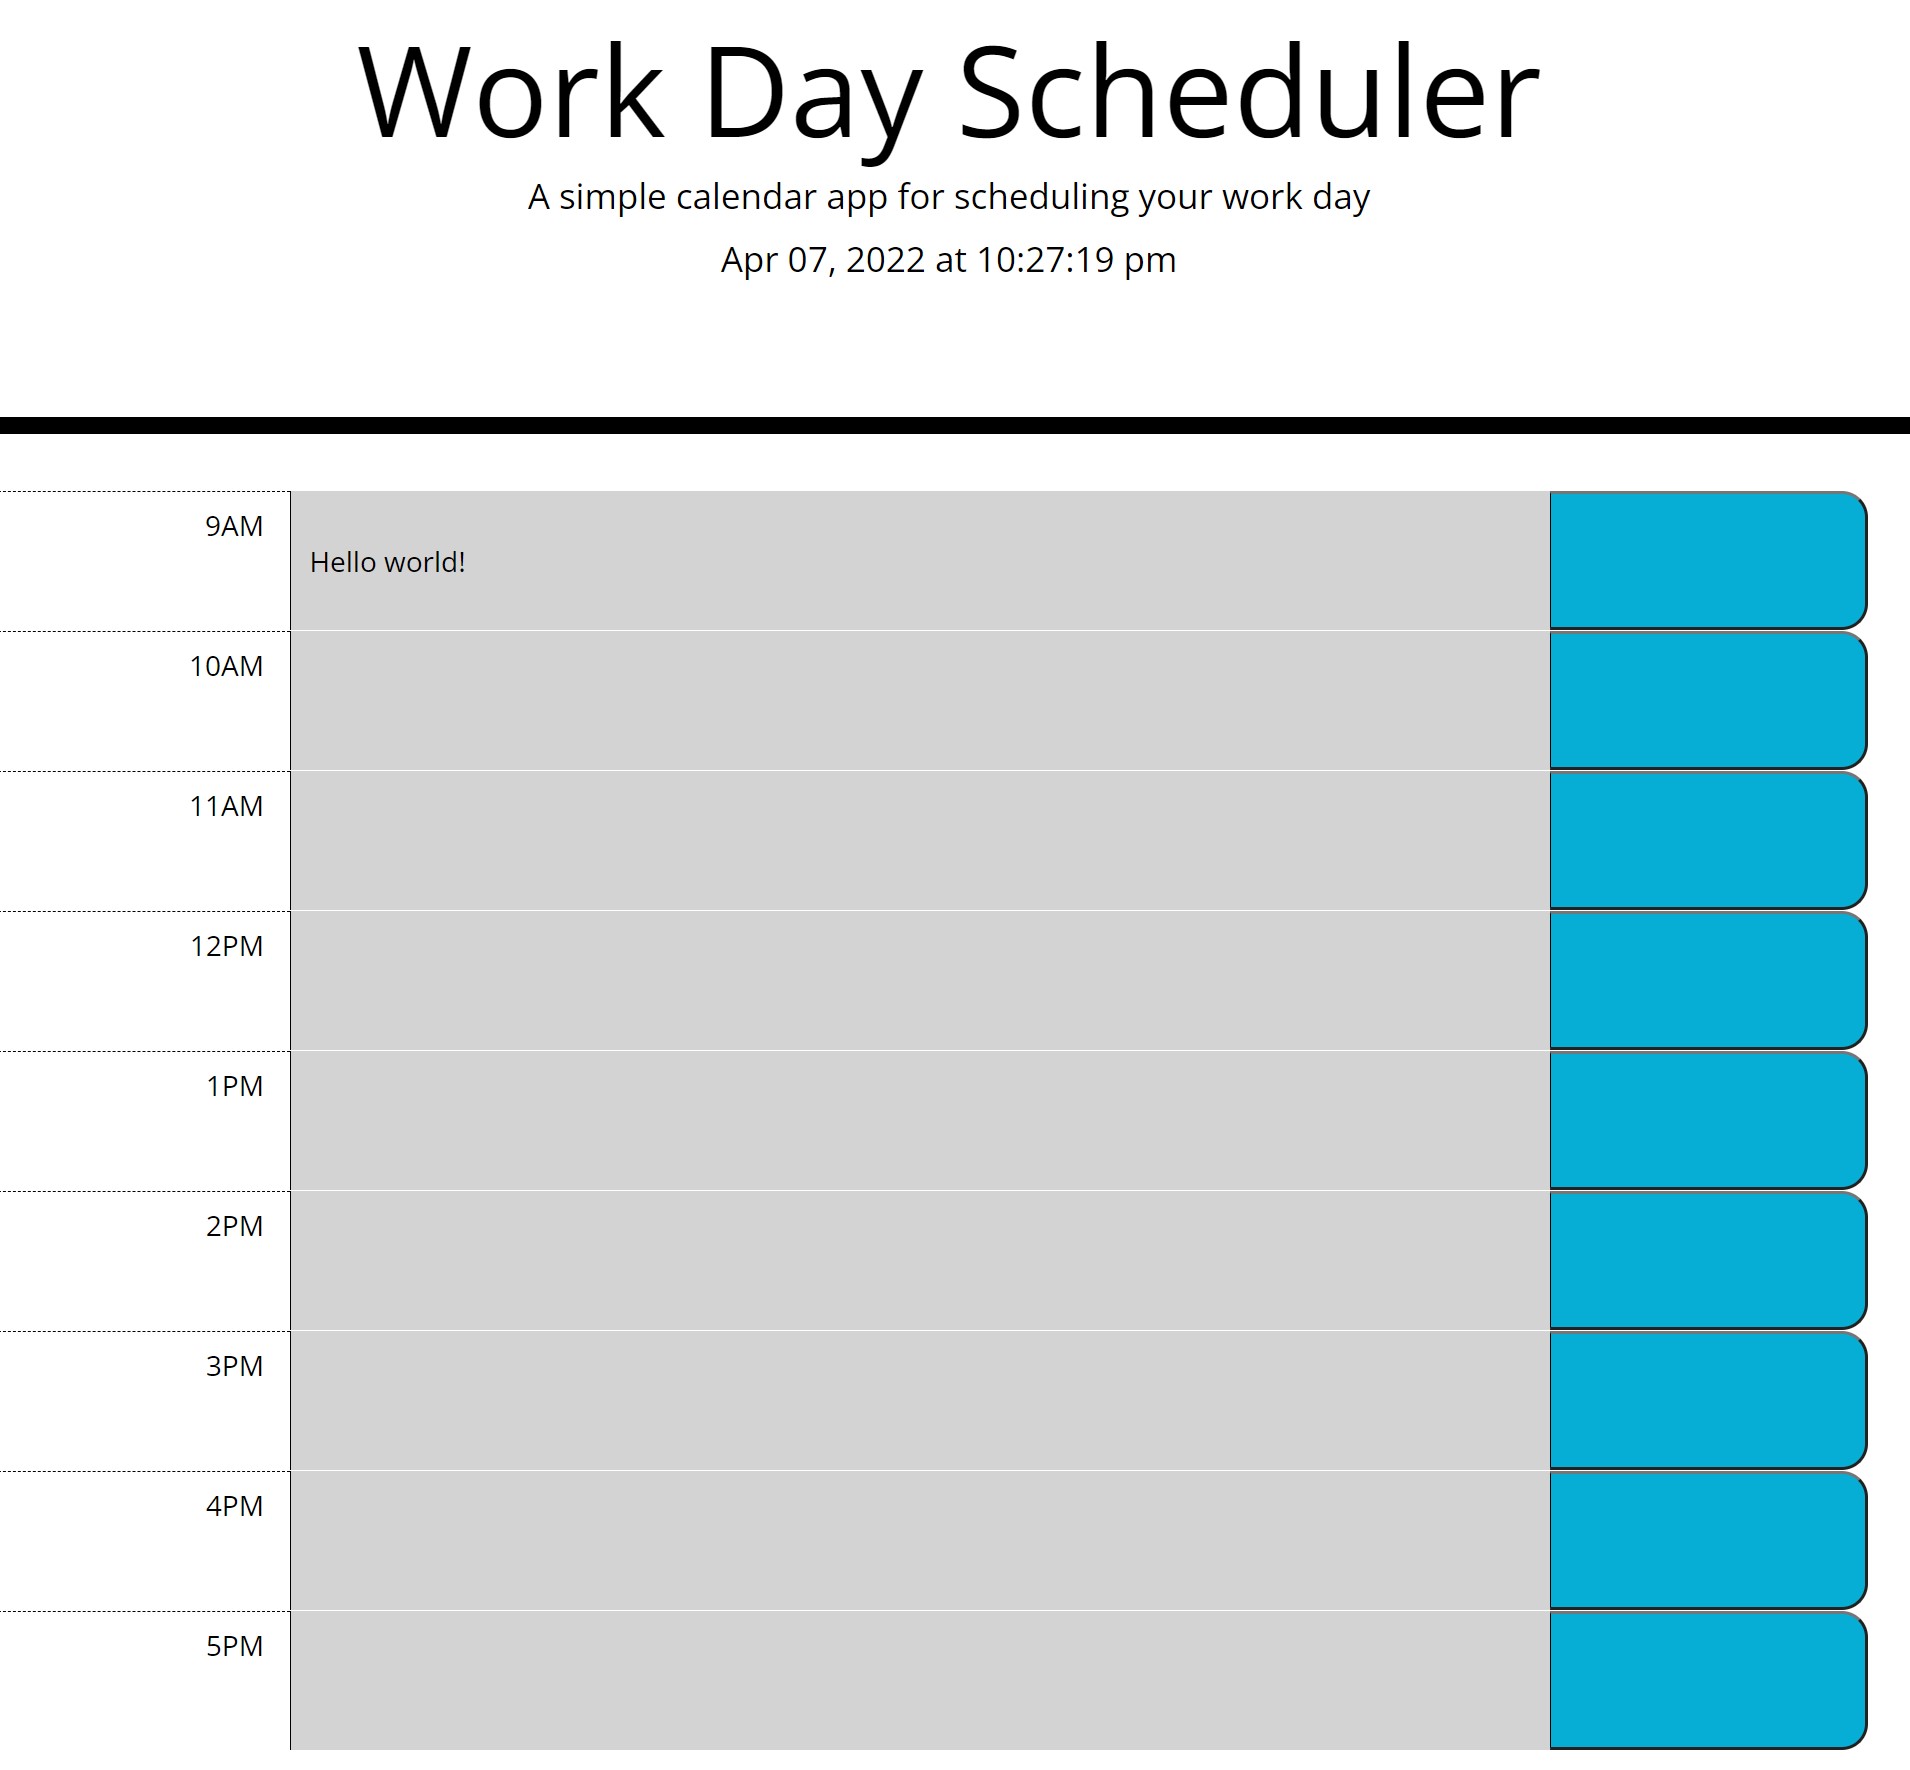 Work Day Scheduler
A simple calendar app for scheduling your work day
Apr 07, 2022 at 10:27:19 pm
9AM
Hello world!
10AM
11AM
12PM
1PM
2PM
3PM
4PM
5PM